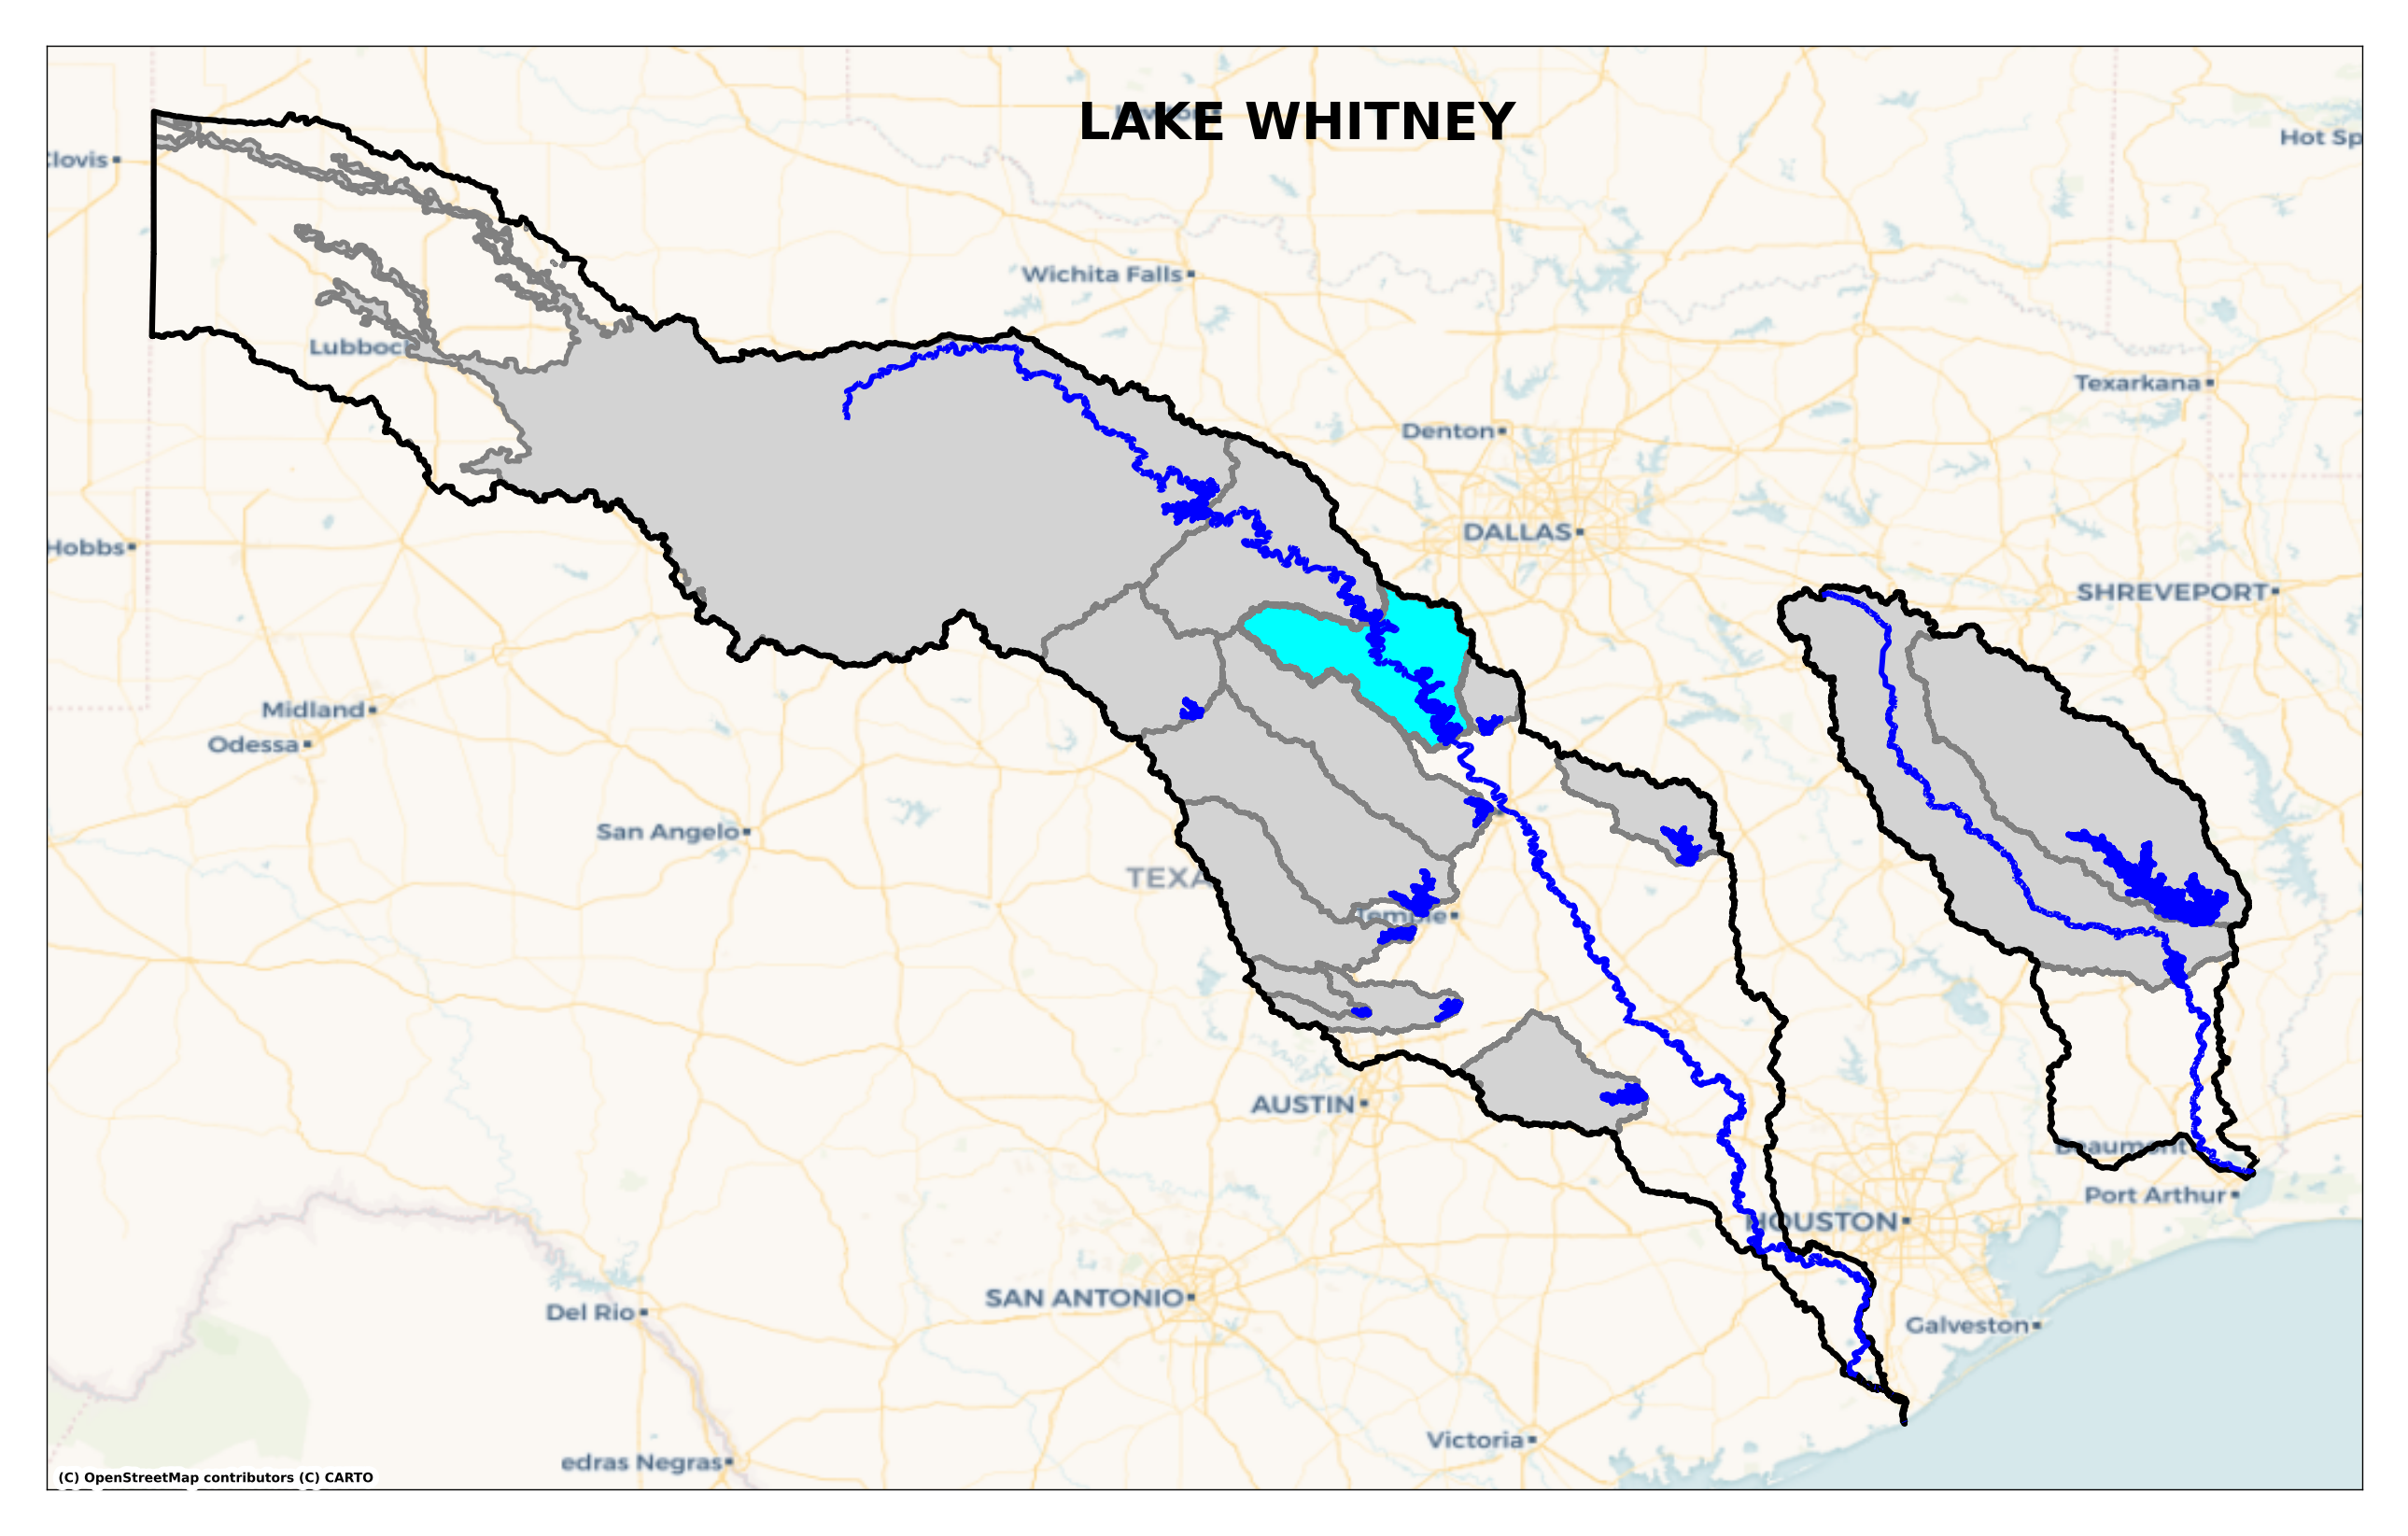 LAKE WHITNEY
Hot Sp
Clovis
Wichita Falls
Lubboc
Texarkana
Denton
DALLAS
Hobbs
SHREVEPORT
Midland
Odessa
San Angelo
TEXA
Temple
AUSTIN
Beaumont
Port Arthur
HOUSTON
SAN ANTONIO
Del Rio
Galveston
Victoria
edras Negras
(C) OpenStreetMap contributors (C) CARTO